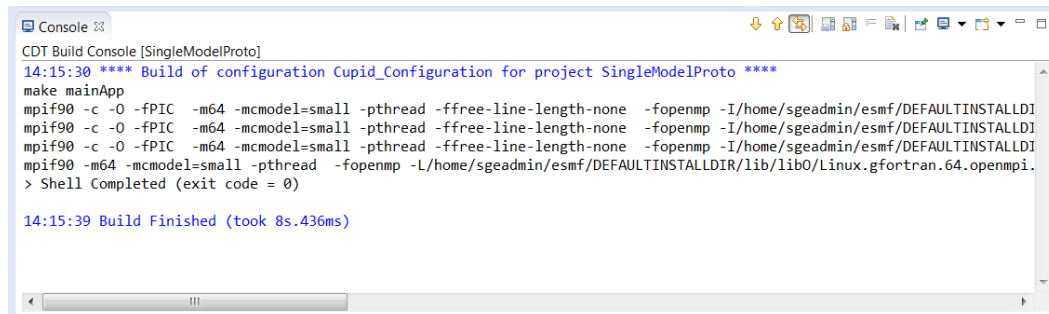 Console
CDT Build Console [SingleModelProto]
14:15:30 **** Build of configuration Cupid_Configuration for project SingleModelProto ****
make mainApp
mpif90 -c -O -fPIC  -m64 -mcmodel=small -pthread -ffree-line-length-none  -fopenmp -I/home/sgeadmin/esmf/DEFAULTINSTALLDI
mpif90 -c -O -fPIC  -m64 -mcmodel=small -pthread -ffree-line-length-none  -fopenmp -I/home/sgeadmin/esmf/DEFAULTINSTALLDI
mpif90 -c -O -fPIC  -m64 -mcmodel=small -pthread -ffree-line-length-none  -fopenmp -I/home/sgeadmin/esmf/DEFAULTINSTALLDI
mpif90 -m64 -mcmodel=small -pthread  -fopenmp -L/home/sgeadmin/esmf/DEFAULTINSTALLDIR/lib/libO/Linux.gfortran.64.openmpi.
> Shell Completed (exit code = 0)
14:15:39 Build Finished (took 8s.436ms)